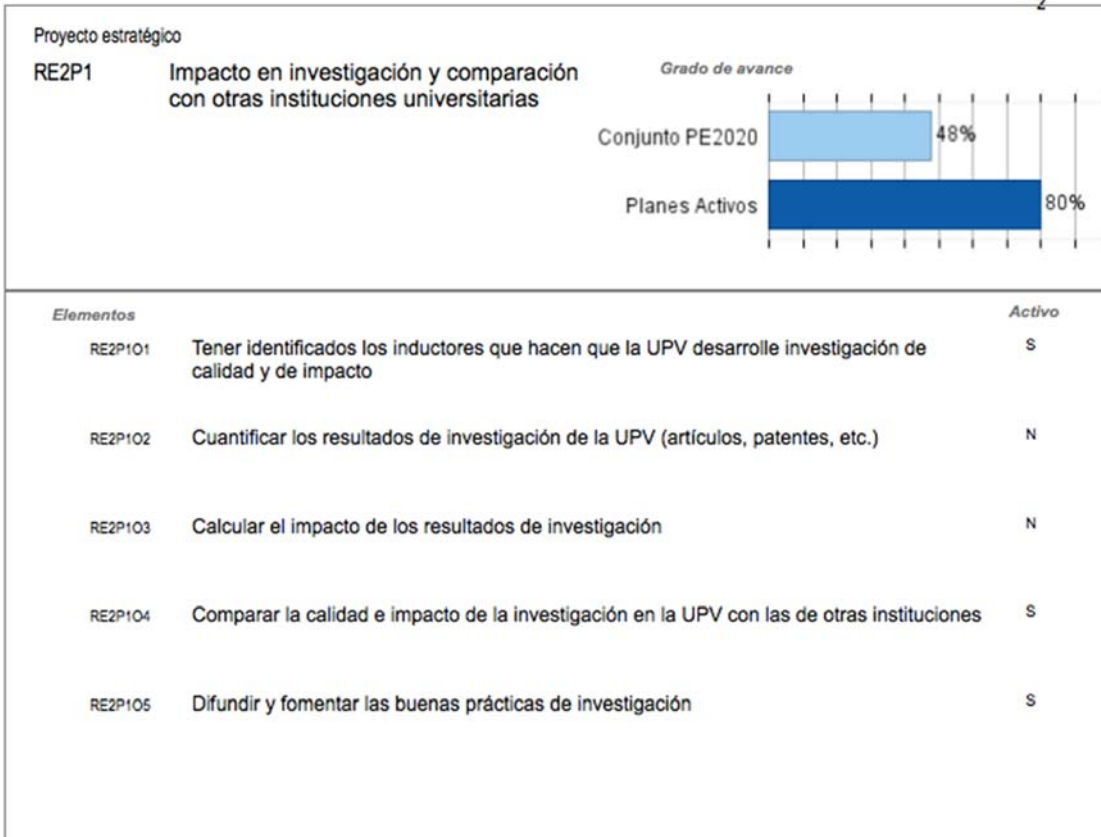 2
Proyecto estratégico
RE2P1 Impacto en investigación y comparación
con otras instituciones universitarias
Grado de avance
Conjunto PE2020 48%
Planes Activos 80%
Elementos Activo
RE2P1O1 Tener identificados los inductores que hacen que la UPV desarrolle investigación de S
calidad y de impacto
RE2P1O2 Cuantificar los resultados de investigación de la UPV (artículos, patentes, etc.) N
RE2P1O3 Calcular el impacto de los resultados de investigación N
RE2P1O4 Comparar la calidad e impacto de la investigación en la UPV con las de otras instituciones S
RE2P1O5 Difundir y fomentar las buenas prácticas de investigación S